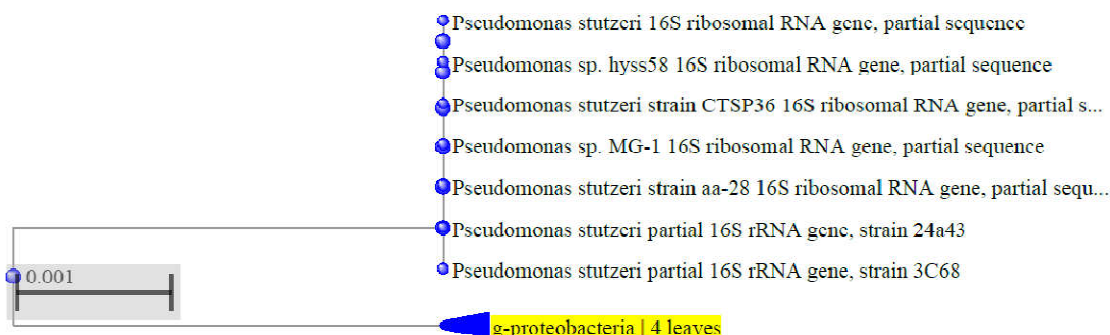 Pseudomonas stutzeri 16S ribosomal RNA gene, partial sequence
Pseudomonas sp. hyss58 16S ribosomal RNA gene, partial sequence
Pseudomonas stutzeri strain CTSP36 16S ribosomal RNA gene, partial s...
Pseudomonas sp. MG-1 16S ribosomal RNA gene, partial sequence
Pseudomonas stutzeri strain aa-28 16S ribosomal RNA gene, partial sequ...
Pseudomonas stutzeri partial 16S rRNA gene, strain 24a43
Pseudomonas stutzeri partial 16S rRNA gene, strain 3C68
0.001
g-proteobacteria | 4 leaves